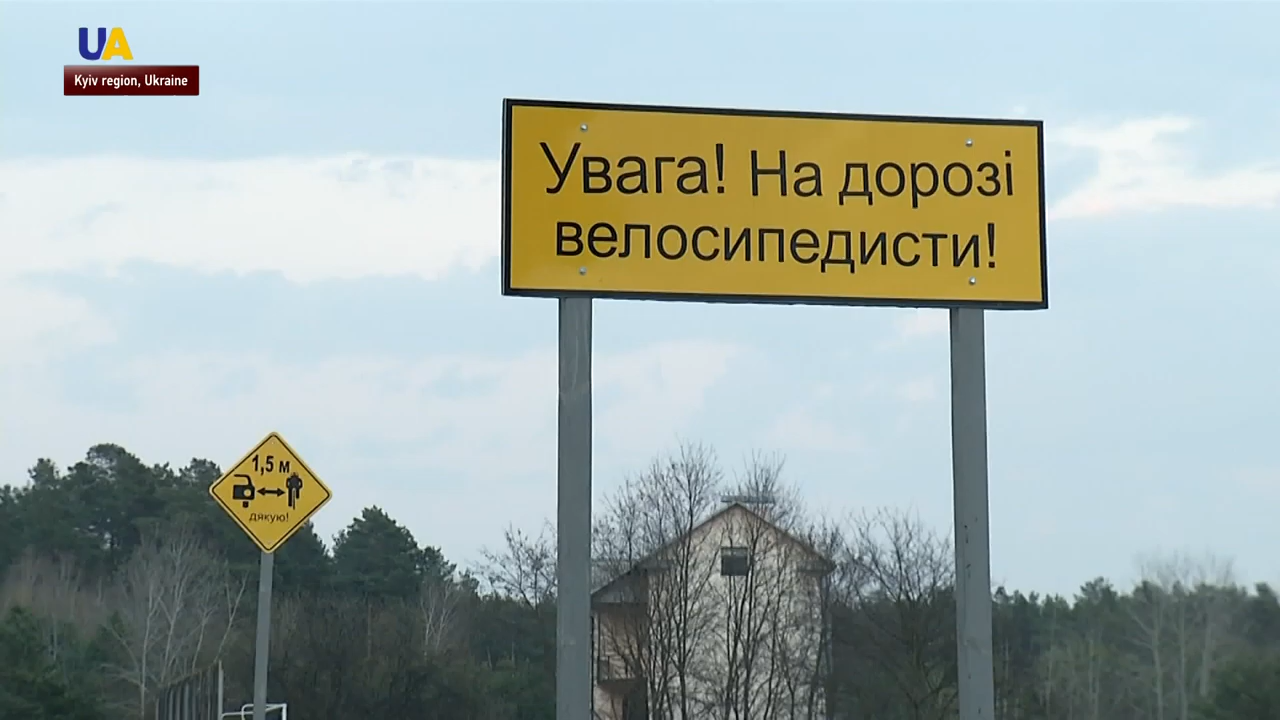 UA
Kyiv region, Ukraine
Увага! На дорозі
велосипедисти!
1,5 м
дякую!